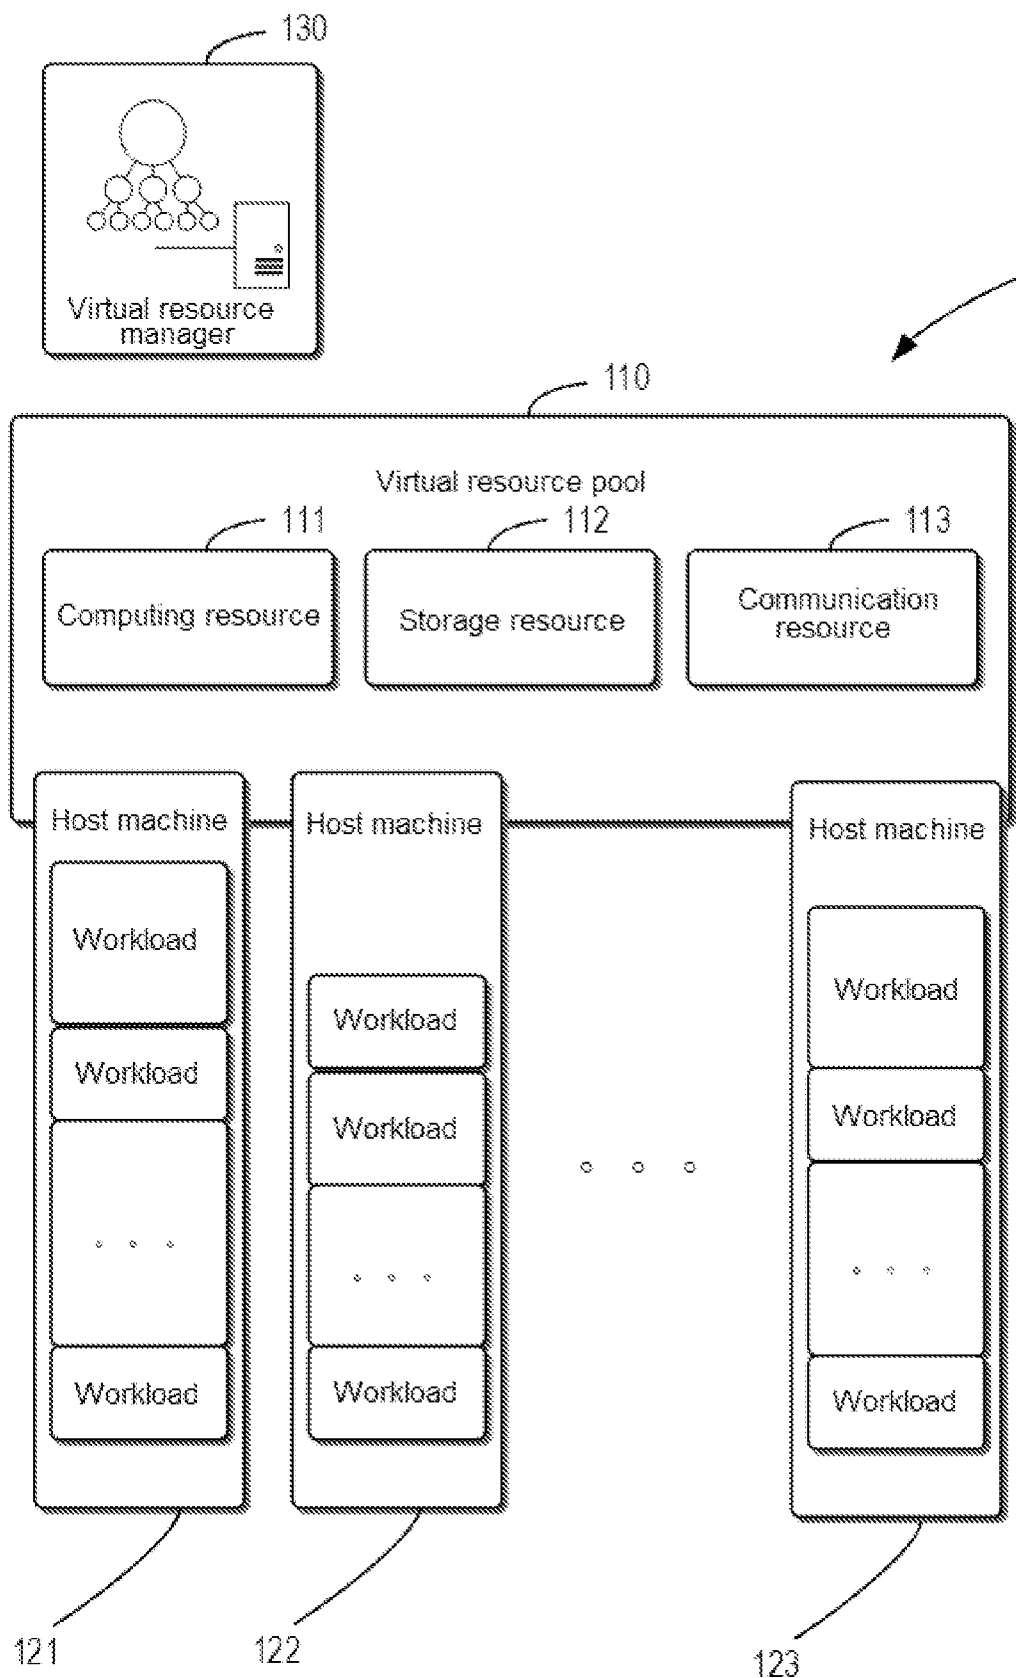 130
Virtual resource
manager
110
Virtual resource pool
111
112
113
Computing resource
Storage resource
Communication
resource
Host machine
Host machine
Host machine
Workload
Workload
Workload
Workload
Workload
Workload
Workload
Workload
Workload
121
122
123